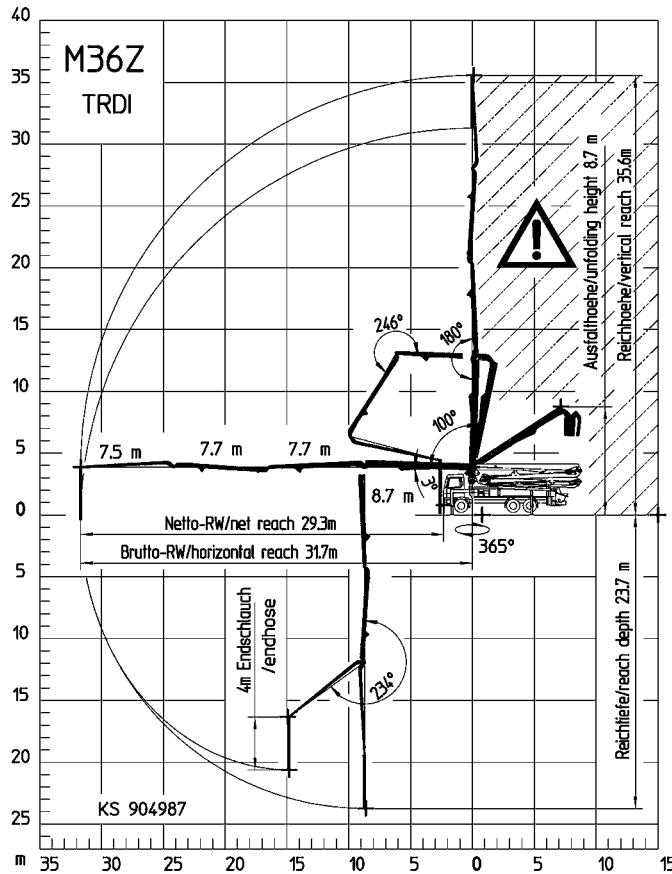 40
35
30
25
20
15
10
5
0
5
10
15
20
25
m
M36Z
TRDI
Ausfalthoehe/unfolding height 8.7 m
Reichhoehe/vertical reach 35.6m
!
246°
180°
100°
3°
7.5 m
7.7 m
7.7 m
8.7 m
Netto-RW/net reach 29.3m
Brutto-RW/horizontal reach 31.7m
365°
4m Endschlauch
/endhose
234°
Reichtiefe/reach depth 23.7 m
KS 904987
35 30 25 20 15 10 5 0 5 10 15